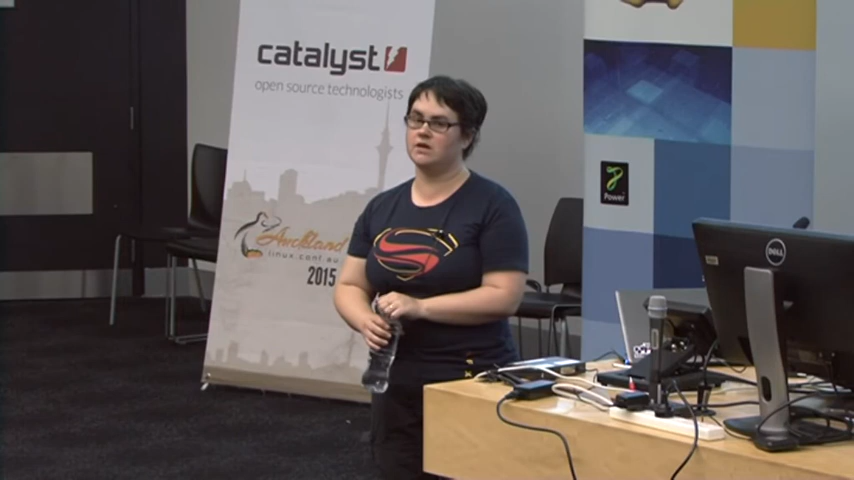 catalyst
open source technologists
Auckland
linux.conf.au
2015
Power
DELL